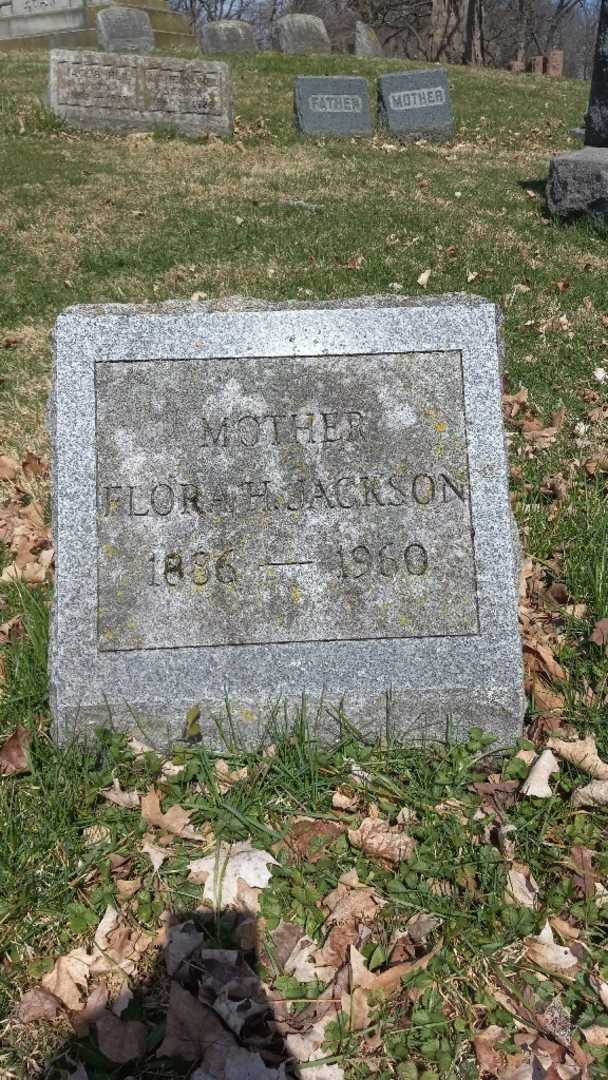 FATHER
MOTHER
MOTHER
FLORA H. JACKSON
1886 — 1960